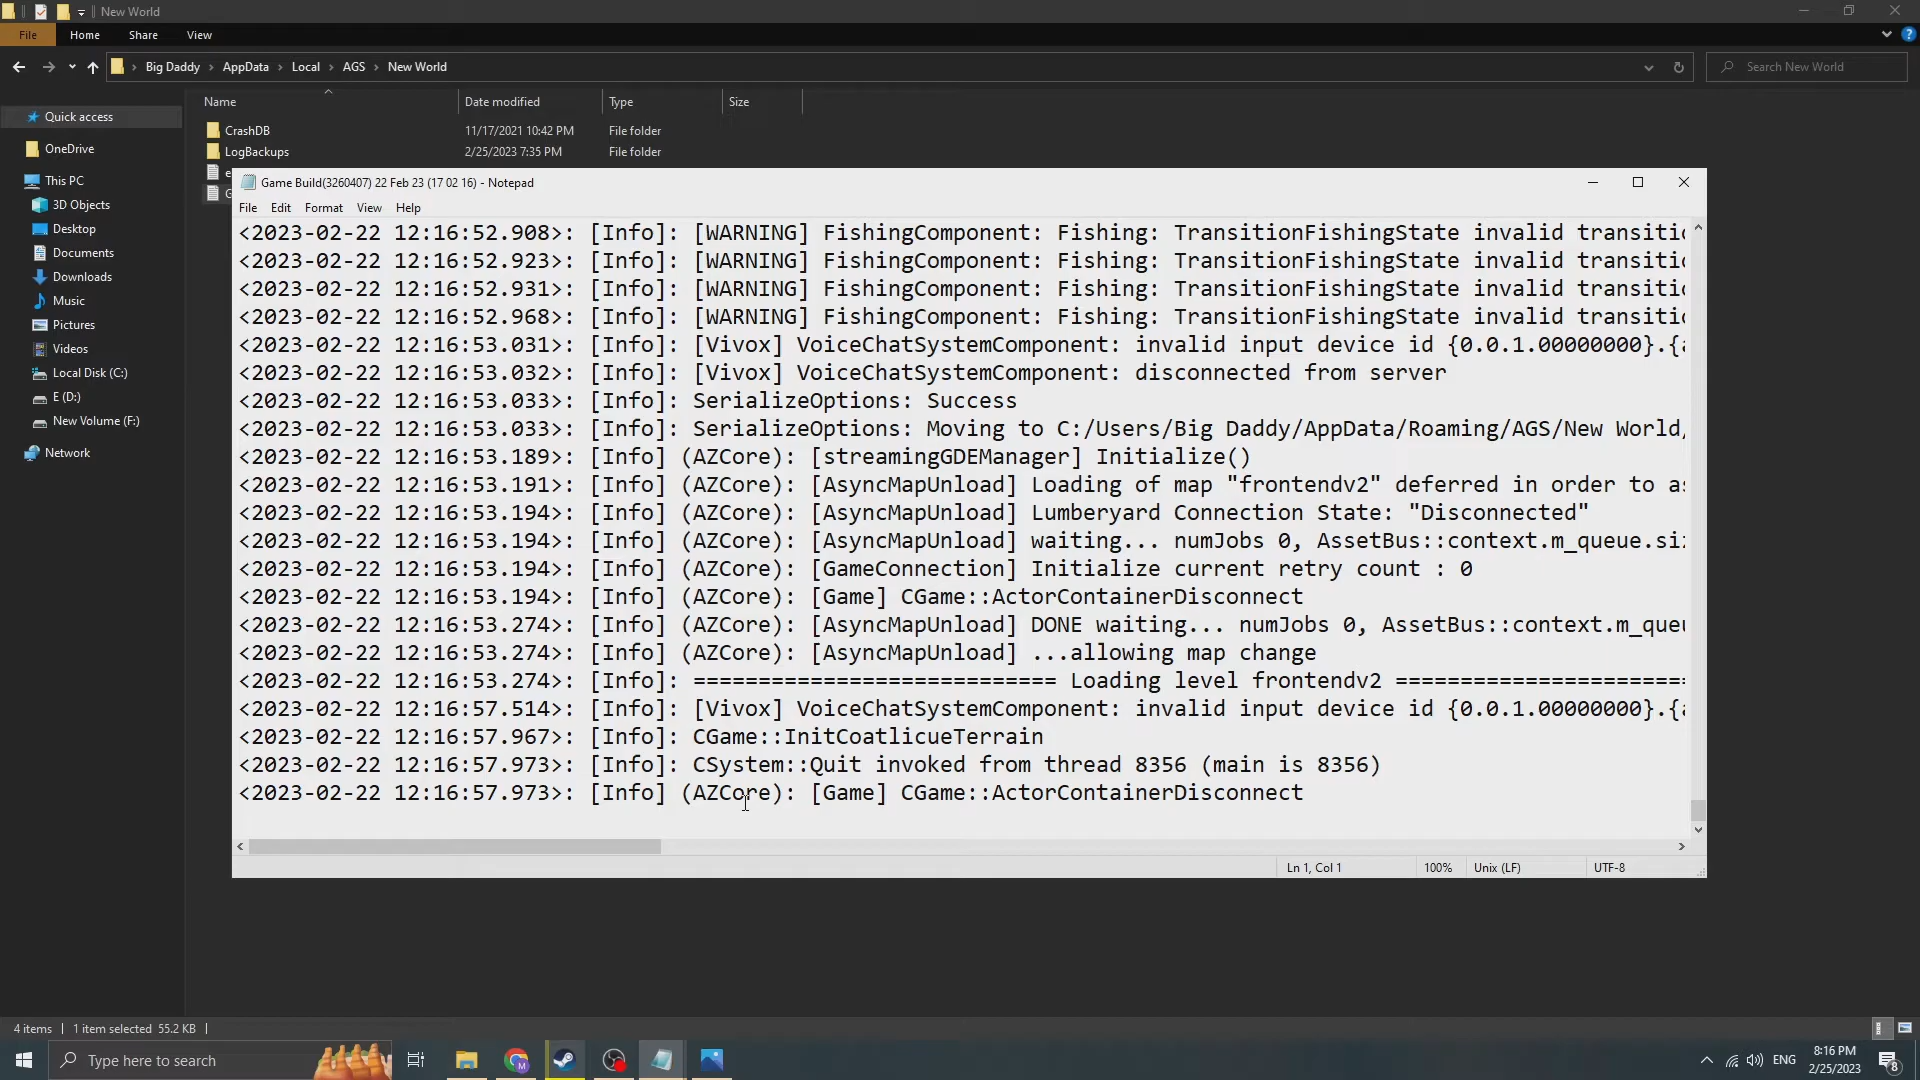 New World
File Home Share View
Big Daddy > AppData > Local > AGS > New World
Search New World
Name Date modified Type Size
Quick access
OneDrive
This PC
3D Objects
Desktop
Documents
Downloads
Music
Pictures
Videos
Local Disk (C:)
E (D:)
New Volume (F:)
Network
CrashDB 11/17/2021 10:42 PM File folder
LogBackups 2/25/2023 7:35 PM File folder
Game Build(3260407) 22 Feb 23 (17 02 16) - Notepad
File Edit Format View Help
<2023-02-22 12:16:52.908>: [Info]: [WARNING] FishingComponent: Fishing: TransitionFishingState invalid
<2023-02-22 12:16:52.923>: [Info]: [WARNING] FishingComponent: Fishing: TransitionFishingState invalid
<2023-02-22 12:16:52.931>: [Info]: [WARNING] FishingComponent: Fishing: TransitionFishingState invalid
<2023-02-22 12:16:52.968>: [Info]: [WARNING] FishingComponent: Fishing: TransitionFishingState invalid
<2023-02-22 12:16:53.031>: [Info]: [Vivox] VoiceChatSystemComponent: invalid input device id {0.0.1.00000000}.{
<2023-02-22 12:16:53.032>: [Info]: [Vivox] VoiceChatSystemComponent: disconnected from server
<2023-02-22 12:16:53.033>: [Info]: SerializeOptions: Success
<2023-02-22 12:16:53.033>: [Info]: SerializeOptions: Moving to C:/Users/Big Daddy/AppData/Roaming/AGS/New World/
<2023-02-22 12:16:53.189>: [Info] (AZCore): [streamingGDEManager] Initialize()
<2023-02-22 12:16:53.191>: [Info] (AZCore): [AsyncMapUnload] Loading of map "frontendv2" deferred in order to
<2023-02-22 12:16:53.194>: [Info] (AZCore): [AsyncMapUnload] Lumberyard Connection State: "Disconnected"
<2023-02-22 12:16:53.194>: [Info] (AZCore): [AsyncMapUnload] waiting... numJobs 0, AssetBus::context.m_queue.si
<2023-02-22 12:16:53.194>: [Info] (AZCore): [GameConnection] Initialize current retry count : 0
<2023-02-22 12:16:53.194>: [Info] (AZCore): [Game] CGame::ActorContainerDisconnect
<2023-02-22 12:16:53.274>: [Info] (AZCore): [AsyncMapUnload] DONE waiting... numJobs 0, AssetBus::context.m_que
<2023-02-22 12:16:53.274>: [Info] (AZCore): [AsyncMapUnload] ...allowing map change
<2023-02-22 12:16:53.274>: [Info]: ============================ Loading level frontendv2 =======================
<2023-02-22 12:16:57.514>: [Info]: [Vivox] VoiceChatSystemComponent: invalid input device id {0.0.1.00000000}.{
<2023-02-22 12:16:57.967>: [Info]: CGame::InitCoatlicueTerrain
<2023-02-22 12:16:57.973>: [Info]: CSystem::Quit invoked from thread 8356 (main is 8356)
<2023-02-22 12:16:57.973>: [Info] (AZCore): [Game] CGame::ActorContainerDisconnect
Ln 1, Col 1 100% Unix (LF) UTF-8
4 items 1 item selected 55.2 KB
Type here to search
ENG
8:16 PM
2/25/2023
8